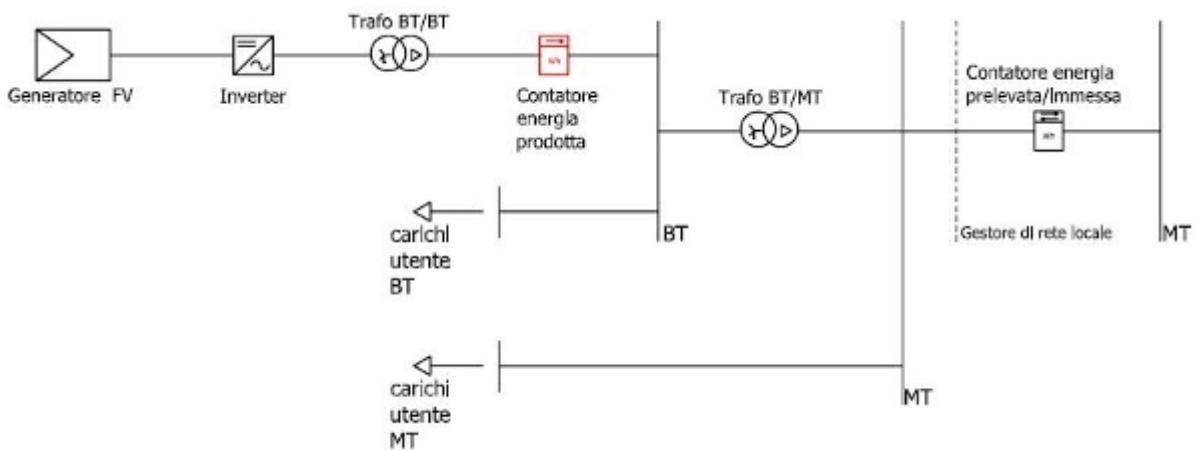 Trafo BT/BT
Generatore FV
Inverter
Contatore
energia
prodotta
Trafo BT/MT
Contatore energia
prelevata/Immessa
carichi
utente
BT
BT
Gestore di rete locale
MT
carichi
utente
MT
MT